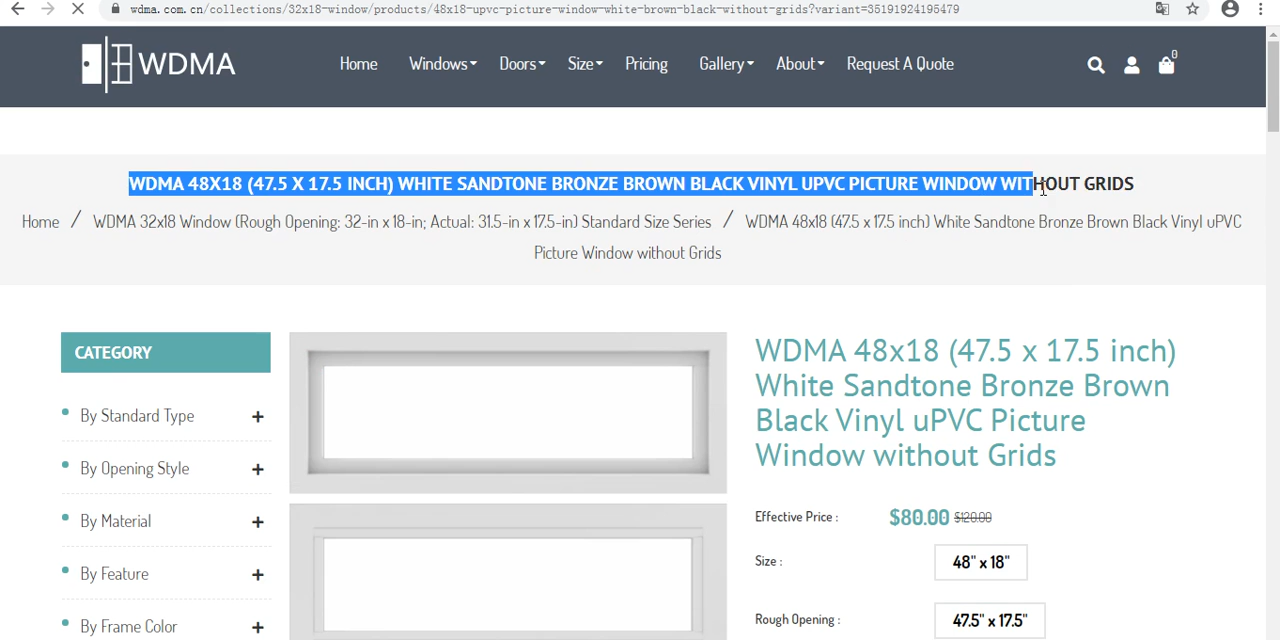 wdma.com.cn/collections/32x18-window/products/48x18-upvc-picture-window-white-brown-black-without-grids?variant=35191924195479
WDMA
Home Windows Doors Size Pricing Gallery About Request A Quote
0
WDMA 48X18 (47.5 X 17.5 INCH) WHITE SANDTONE BRONZE BROWN BLACK VINYL UPVC PICTURE WINDOW WITHOUT GRIDS
Home / WDMA 32x18 Window (Rough Opening: 32-in x 18-in; Actual: 31.5-in x 17.5-in) Standard Size Series / WDMA 48x18 (47.5 x 17.5 inch) White Sandtone Bronze Brown Black Vinyl uPVC
Picture Window without Grids
CATEGORY
By Standard Type +
By Opening Style +
By Material +
By Feature +
By Frame Color +
WDMA 48x18 (47.5 x 17.5 inch)
White Sandtone Bronze Brown
Black Vinyl uPVC Picture
Window without Grids
Effective Price : $80.00 $120.00
Size : 48" x 18"
Rough Opening : 47.5" x 17.5"